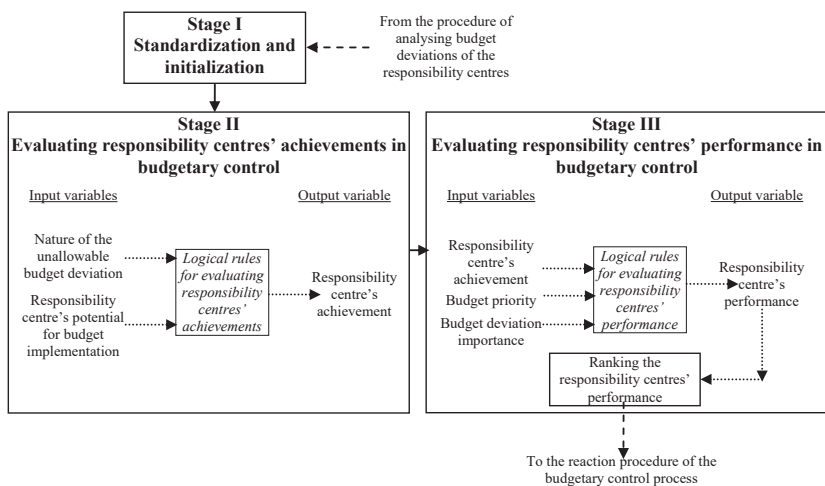 Stage I
Standardization and
initialization
From the procedure of
analysing budget
deviations of the
responsibility centres
Stage II
Evaluating responsibility centres' achievements in
budgetary control
Input variables
Output variable
Nature of the
unallowable
budget deviation
Responsibility
centre's potential
for budget
implementation
Logical rules
for evaluating
responsibility
centres'
achievements
Responsibility
centre's
achievement
Stage III
Evaluating responsibility centres' performance in
budgetary control
Input variables
Output variable
Responsibility
centre's
achievement
Budget priority
Budget deviation
importance
Logical rules
for evaluating
responsibility
centres'
performance
Responsibility
centre's
performance
Ranking the
responsibility centres'
performance
To the reaction procedure of the
budgetary control process